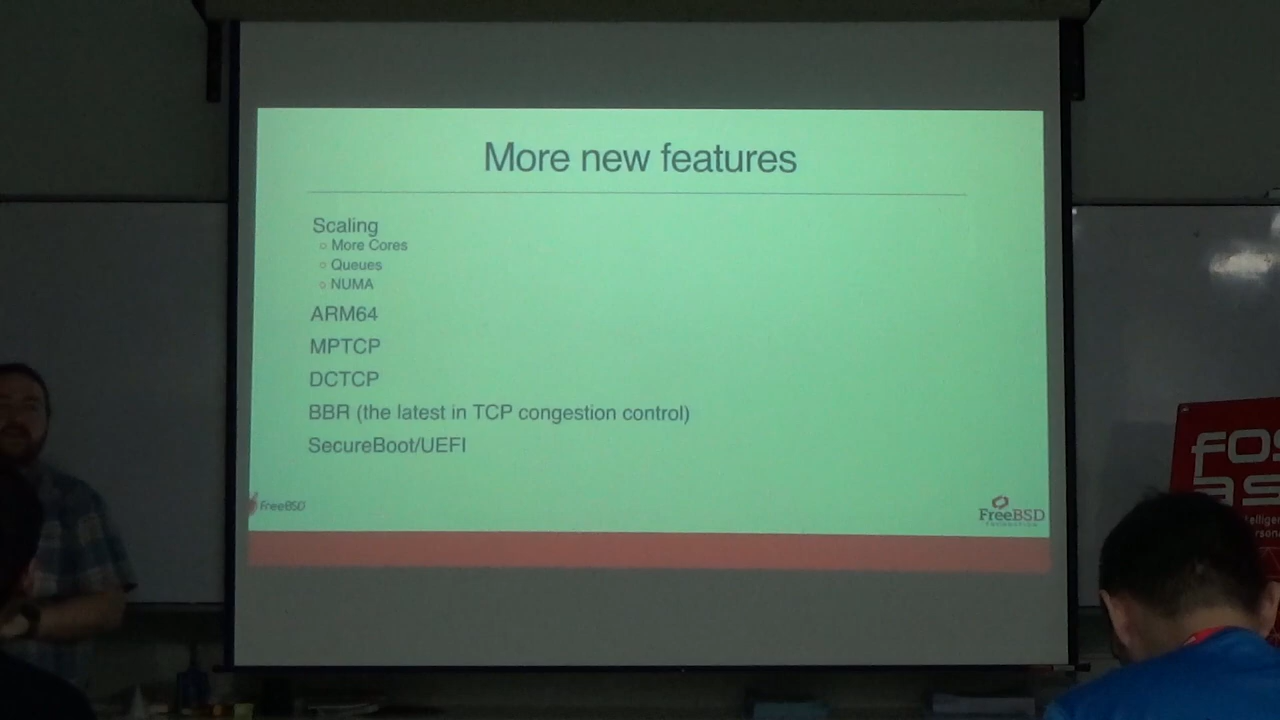 More new features
Scaling
○ More Cores
○ Queues
○ NUMA
ARM64
MPTCP
DCTCP
BBR (the latest in TCP congestion control)
SecureBoot/UEFI
FreeBSD
FreeBSD
FOUNDATION